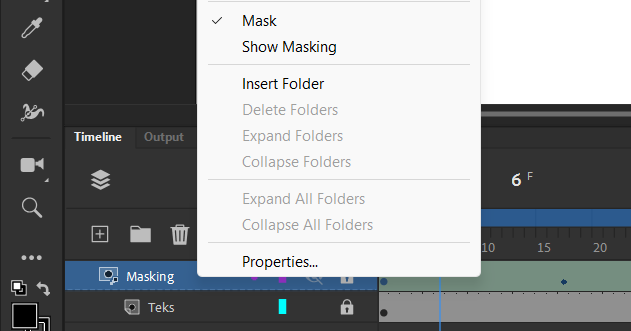 Mask
Show Masking
Insert Folder
Delete Folders
Expand Folders
Collapse Folders
Expand All Folders
Collapse All Folders
Properties...
Timeline
Output
6 F
10
15
20
Masking
Teks